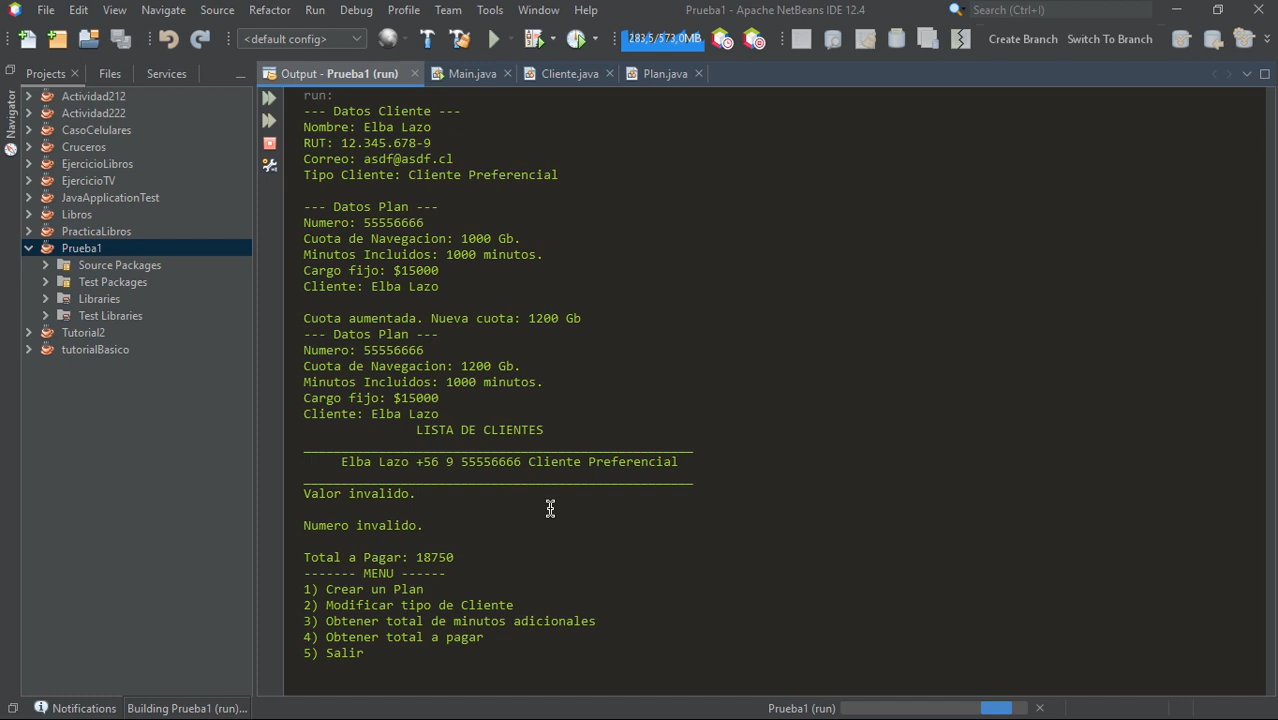 File Edit View Navigate Source Refactor Run Debug Profile Team Tools Window Help Prueba1 - Apache NetBeans IDE 12.4 Search (Ctrl+I)
<default config> 283,5/573,0MB Create Branch Switch To Branch
Projects Files Services Output - Prueba1 (run) Main.java Cliente.java Plan.java
Navigator
Actividad212
Actividad222
CasoCelulares
Cruceros
EjercicioLibros
EjercicioTV
JavaApplicationTest
Libros
PracticaLibros
Prueba1
Source Packages
Test Packages
Libraries
Test Libraries
Tutorial2
tutorialBasico
run:
--- Datos Cliente ---
Nombre: Elba Lazo
RUT: 12.345.678-9
Correo: asdf@asdf.cl
Tipo Cliente: Cliente Preferencial
--- Datos Plan ---
Numero: 55556666
Cuota de Navegacion: 1000 Gb.
Minutos Incluidos: 1000 minutos.
Cargo fijo: $15000
Cliente: Elba Lazo
Cuota aumentada. Nueva cuota: 1200 Gb
--- Datos Plan ---
Numero: 55556666
Cuota de Navegacion: 1200 Gb.
Minutos Incluidos: 1000 minutos.
Cargo fijo: $15000
Cliente: Elba Lazo
LISTA DE CLIENTES
____________________________________________________
Elba Lazo +56 9 55556666 Cliente Preferencial
____________________________________________________
Valor invalido.
Numero invalido.
Total a Pagar: 18750
------- MENU ------
1) Crear un Plan
2) Modificar tipo de Cliente
3) Obtener total de minutos adicionales
4) Obtener total a pagar
5) Salir
Notifications Building Prueba1 (run)... Prueba1 (run)